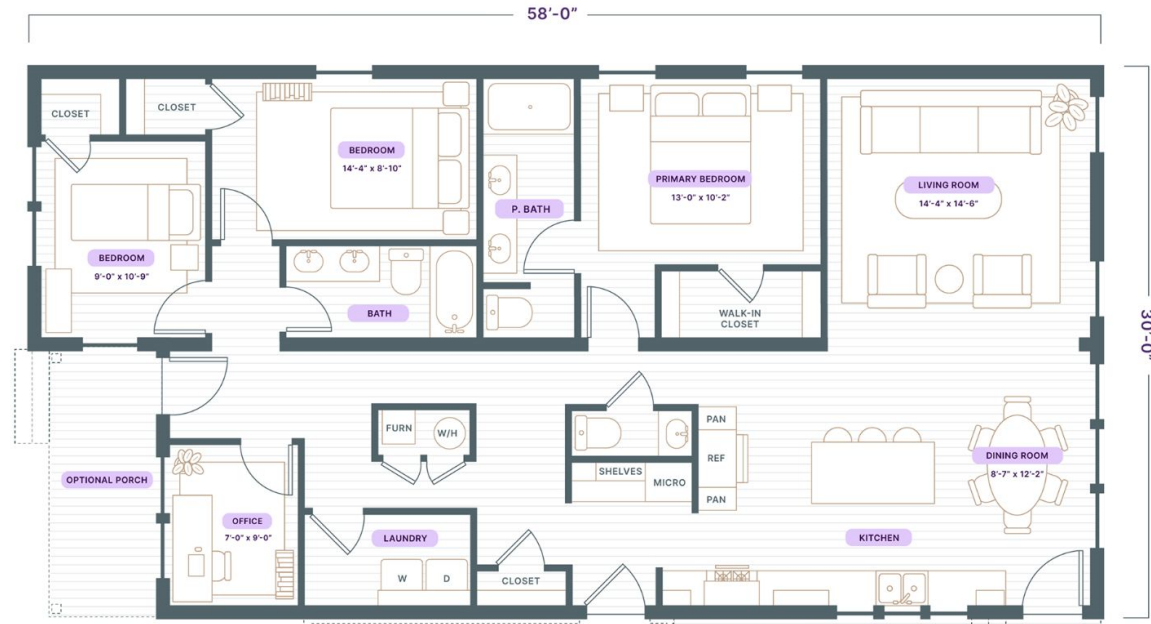 58’-0”
CLOSET
CLOSET
BEDROOM
14’-4” x 8’-10”
PRIMARY BEDROOM
13’-0” x 10’-2”
LIVING ROOM
14’-4” x 14’-6”
P. BATH
BEDROOM
9’-0” x 10’-9”
BATH
WALK-IN
CLOSET
30’-0”
FURN
W/H
PAN
REF
PAN
SHELVES
MICRO
DINING ROOM
8’-7” x 12’-2”
OPTIONAL PORCH
OFFICE
7’-0” x 9’-0”
LAUNDRY
KITCHEN
W
D
CLOSET